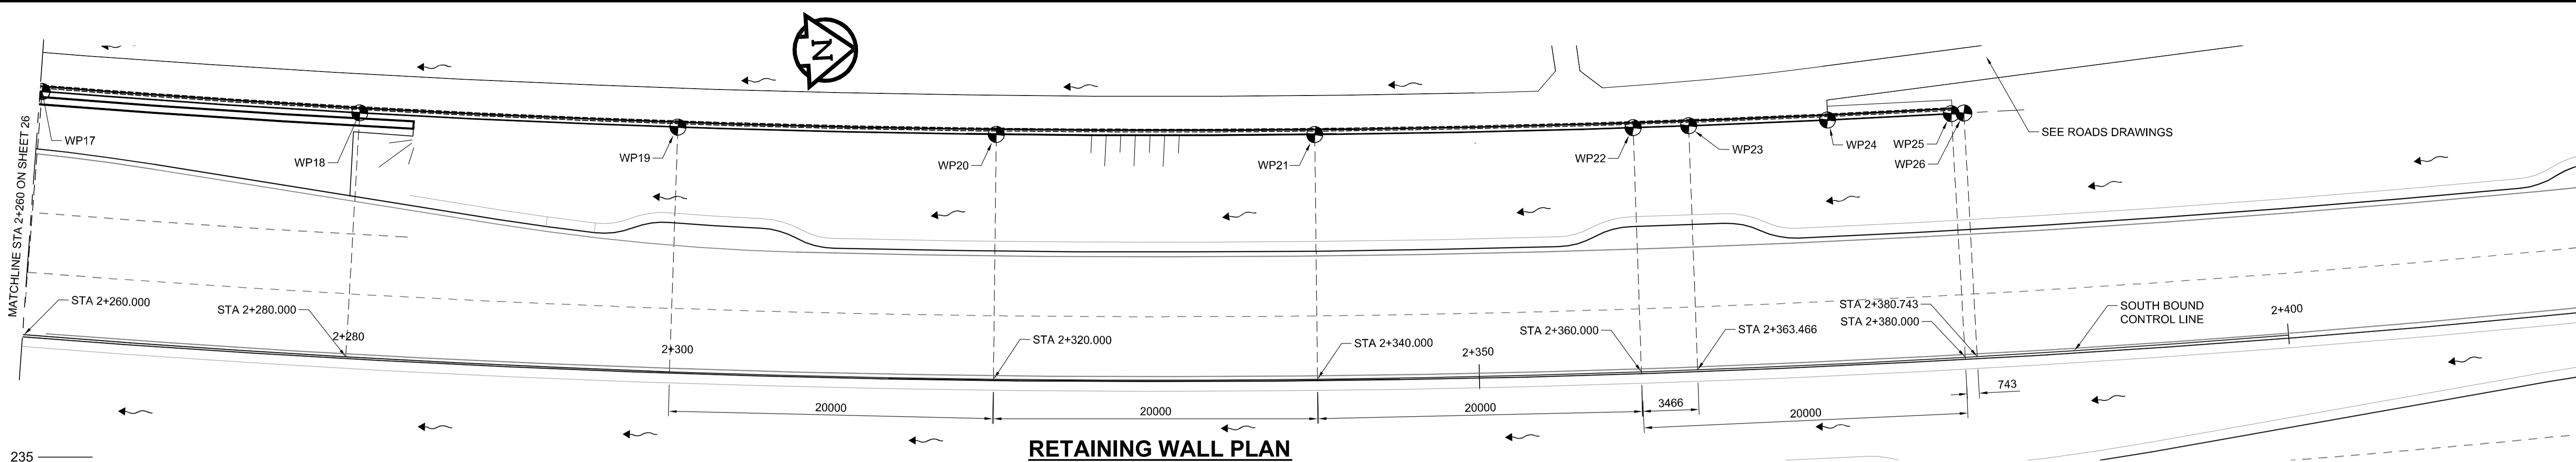 N
MATCHLINE STA 2+260 ON SHEET 26
WP17
WP18
WP19
WP20
WP21
WP22
WP23
WP24
WP25
WP26
SEE ROADS DRAWINGS
STA 2+260.000
STA 2+280.000
2+280
2+300
STA 2+320.000
STA 2+340.000
2+350
STA 2+360.000
STA 2+363.466
STA 2+380.743
STA 2+380.000
SOUTH BOUND
CONTROL LINE
2+400
20000
20000
20000
3466
20000
743
RETAINING WALL PLAN
235